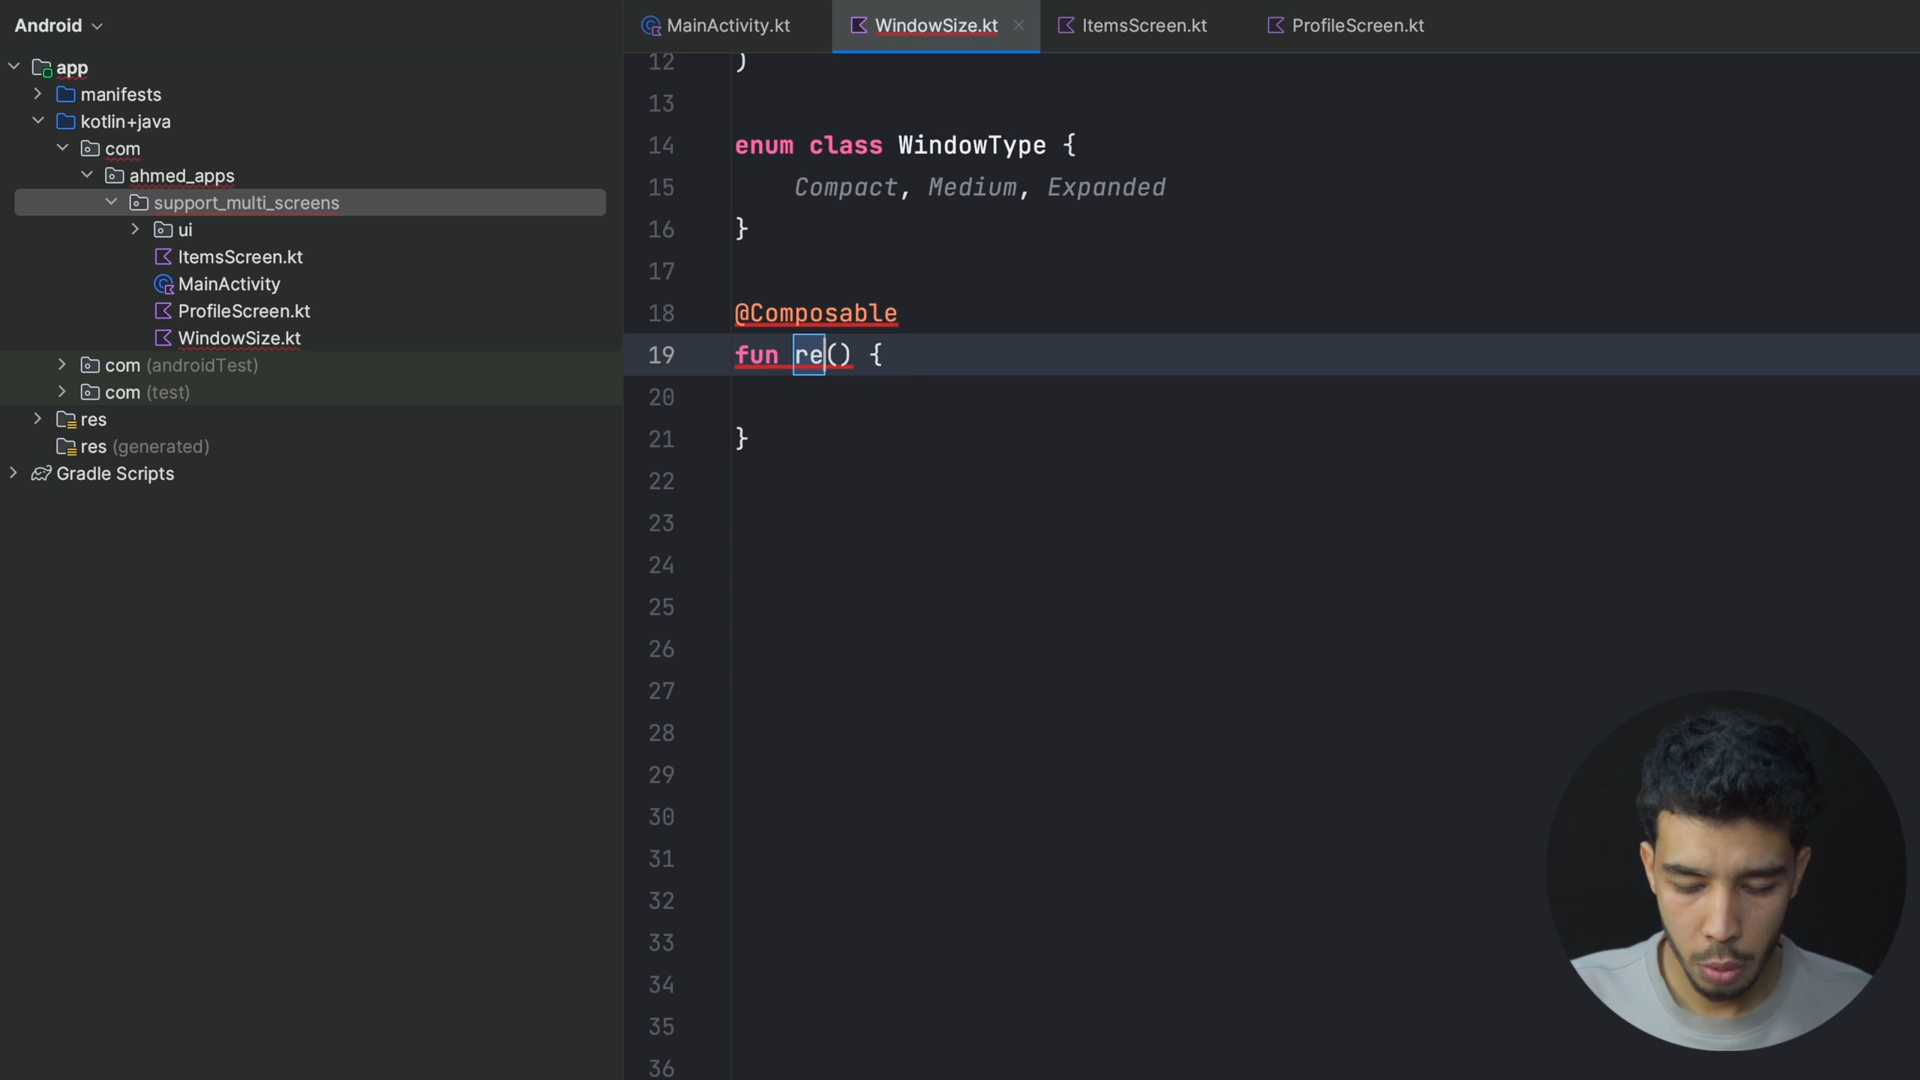 Android
app
manifests
kotlin+java
com
ahmed_apps
support_multi_screens
ui
ItemsScreen.kt
MainActivity
ProfileScreen.kt
WindowSize.kt
com (androidTest)
com (test)
res
res (generated)
Gradle Scripts
MainActivity.kt
WindowSize.kt
ItemsScreen.kt
ProfileScreen.kt
12 )
13
14 enum class WindowType {
15 Compact, Medium, Expanded
16 }
17
18 @Composable
19 fun re() {
20
21 }
22
23
24
25
26
27
28
29
30
31
32
33
34
35
36